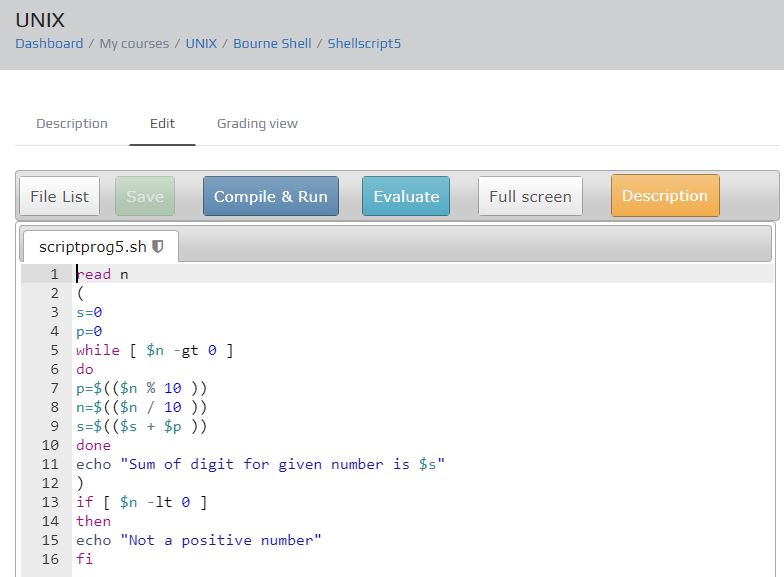 UNIX
Dashboard / My courses / UNIX / Bourne Shell / Shellscript5
Description Edit Grading view
File List Save Compile & Run Evaluate Full screen Description
scriptprog5.sh
1 read n
2 (
3 s=0
4 p=0
5 while [ $n -gt 0 ]
6 do
7 p=$(($n % 10 ))
8 n=$(($n / 10 ))
9 s=$(($s + $p ))
10 done
11 echo "Sum of digit for given number is $s"
12 )
13 if [ $n -lt 0 ]
14 then
15 echo "Not a positive number"
16 fi